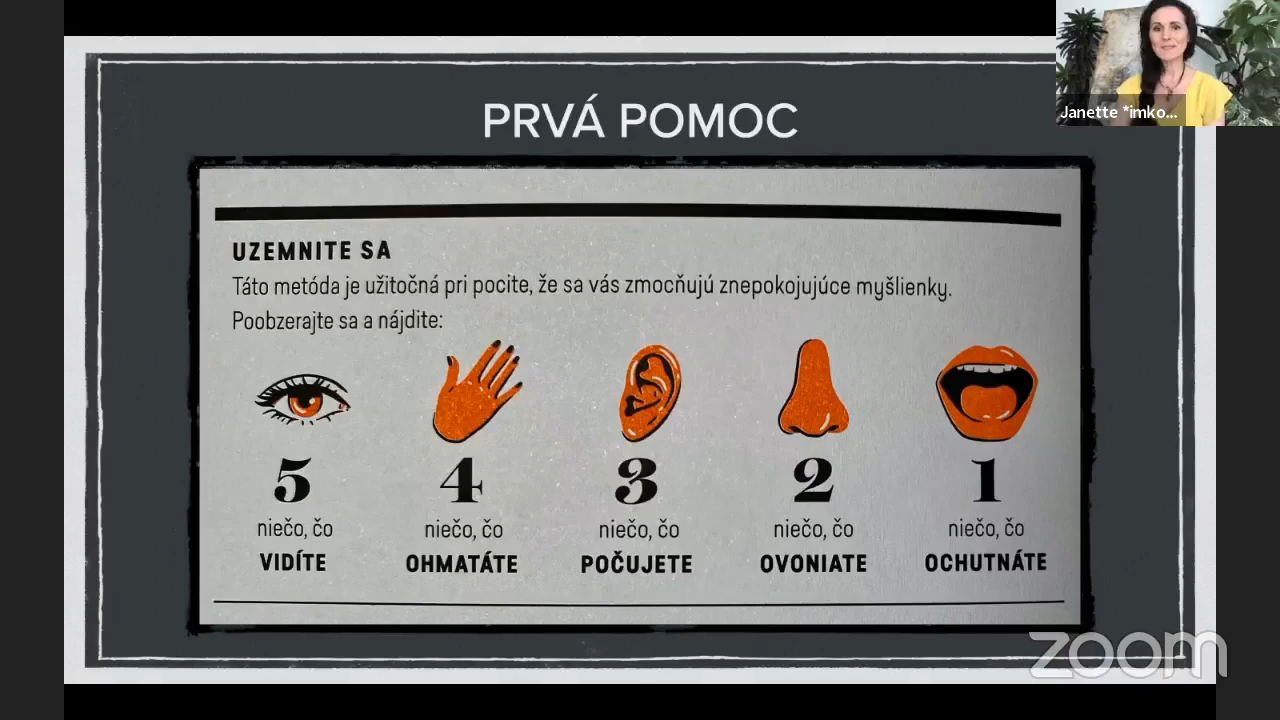 PRVÁ POMOC
Janette *imko...
UZEMNITE SA
Táto metóda je užitočná pri pocite, že sa vás zmocňujú znepokojujúce myšlienky.
Poobzerajte sa a nájdite:
5 4 3 2 1
niečo, čo niečo, čo niečo, čo niečo, čo niečo, čo
VIDÍTE OHMATÁTE POČUJETE OVONIATE OCHUTNÁTE
zoom